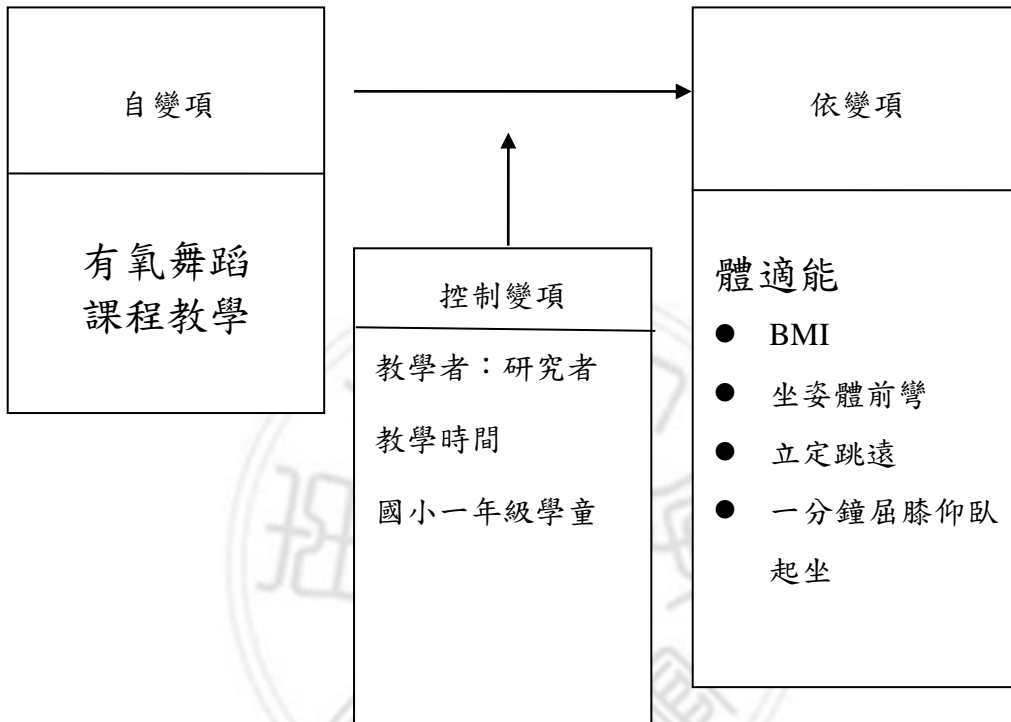 自變項
有氧舞蹈
課程教學
控制變項
教學者：研究者
教學時間
國小一年級學童
依變項
體適能
● BMI
● 坐姿體前彎
● 立定跳遠
● 一分鐘屈膝仰臥
起坐